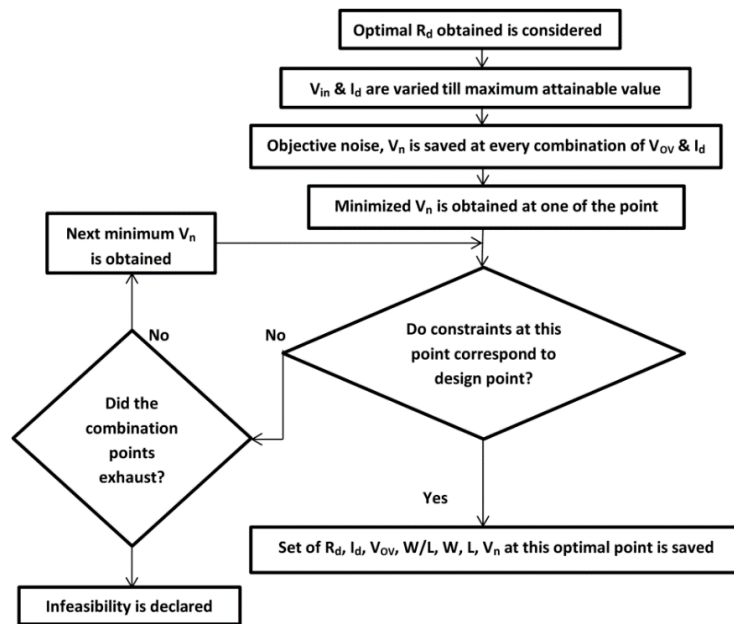 Optimal Rd obtained is considered
Vin & Id are varied till maximum attainable value
Objective noise, Vn is saved at every combination of VOV & Id
Minimized Vn is obtained at one of the point
Next minimum Vn
is obtained
No
No
Do constraints at this
point correspond to
design point?
Did the
combination
points
exhaust?
Yes
Set of Rd, Id, VOV, W/L, W, L, Vn at this optimal point is saved
Infeasibility is declared